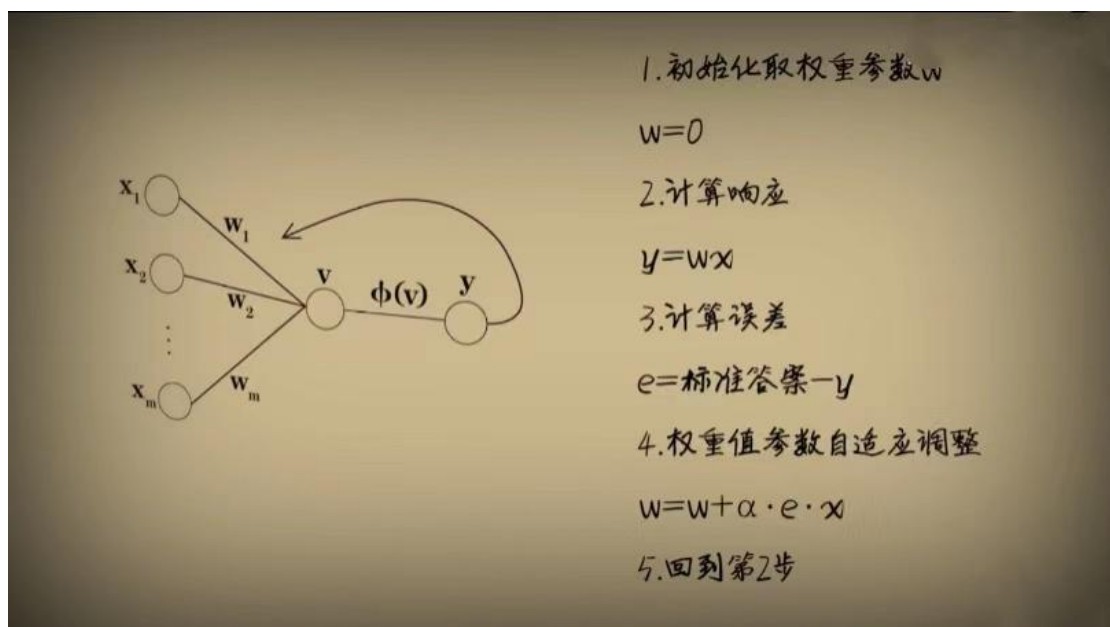 x₁
w₁
x₂
w₂
⋮
xₘ
wₘ
v
ϕ(v)
y
1.初始化取权重参数w
w=0
2.计算响应
y=wx
3.计算误差
e=标准答案-y
4.权重值参数自适应调整
w=w+α·e·x
5.回到第2步